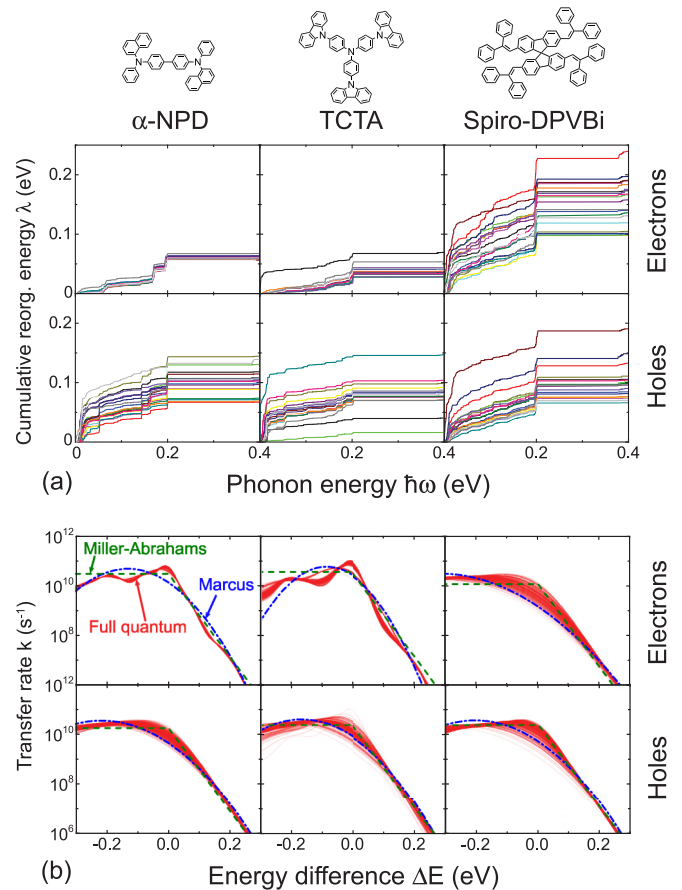 N N
N N N N
α-NPD TCTA Spiro-DPVBi
Cumulative reorg. energy λ (eV)
0.2
0.1
0
Electrons
0.2
0.1
0
Holes
0 0.2 0.4 0.2 0.4 0.2 0.4
(a) Phonon energy ħω (eV)
Transfer rate k (s⁻¹)
10¹²
Miller-Abrahams
10¹⁰
Marcus
10⁸
Full quantum
10¹²
Electrons
10¹⁰
10⁸
10⁶
Holes
-0.2 0.0 0.2 -0.2 0.0 0.2 -0.2 0.0 0.2
(b) Energy difference ΔE (eV)